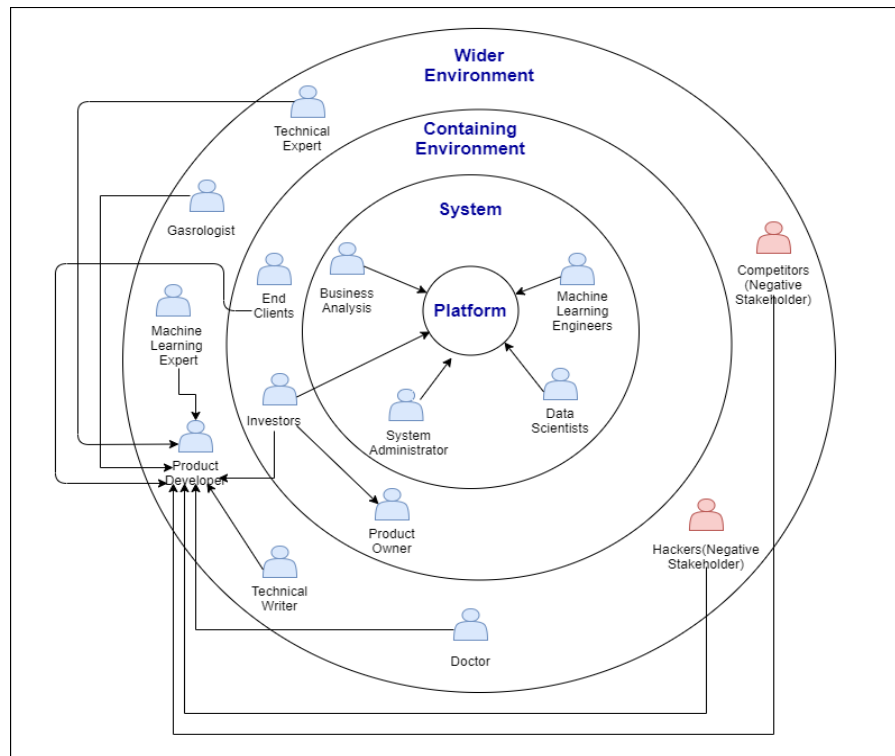 Wider
Environment
Technical
Expert
Containing
Environment
System
Gasrologist
Competitors
(Negative
Stakeholder)
End
Clients
Business
Analysis
Platform
Machine
Learning
Engineers
Machine
Learning
Expert
Investors
System
Administrator
Data
Scientists
Product
Developer
Product
Owner
Hackers(Negative
Stakeholder)
Technical
Writer
Doctor